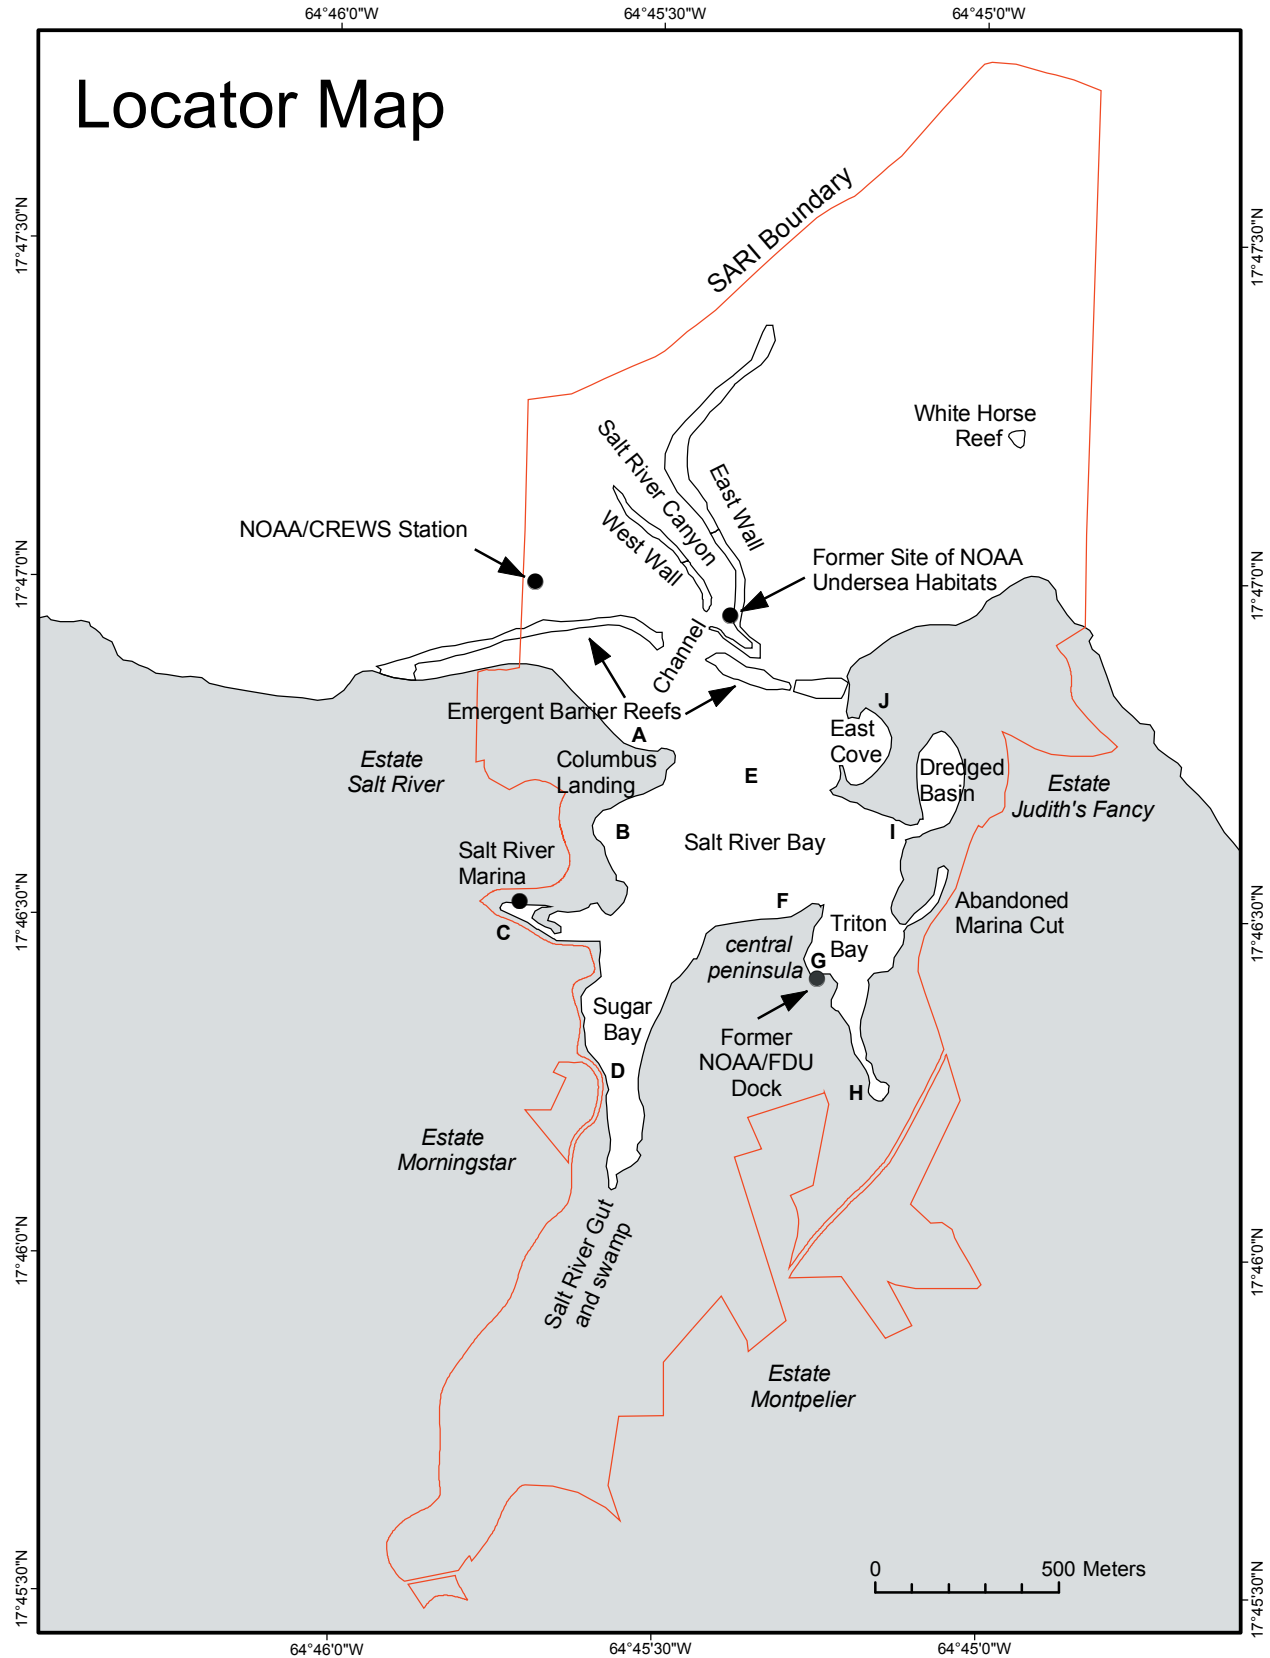 64°46'0"W
64°45'30"W
64°45'0"W
Locator Map
17°47'30"N
17°47'30"N
SARI Boundary
White Horse
Reef
Salt River Canyon
East Wall
West Wall
NOAA/CREWS Station
Former Site of NOAA
Undersea Habitats
17°47'0"N
17°47'0"N
Channel
Emergent Barrier Reefs
J
A
East
Cove
Estate
Salt River
Columbus
Landing
E
Dredged
Basin
Estate
Judith's Fancy
B
I
Salt River Bay
Salt River
Marina
F
Abandoned
Marina Cut
17°46'30"N
17°46'30"N
C
Triton
Bay
central
peninsula
G
Sugar
Bay
Former
NOAA/FDU
Dock
D
H
Estate
Morningstar
Salt River Gut
and swamp
17°46'0"N
17°46'0"N
Estate
Montpelier
0
500 Meters
17°45'30"N
17°45'30"N
64°46'0"W
64°45'30"W
64°45'0"W